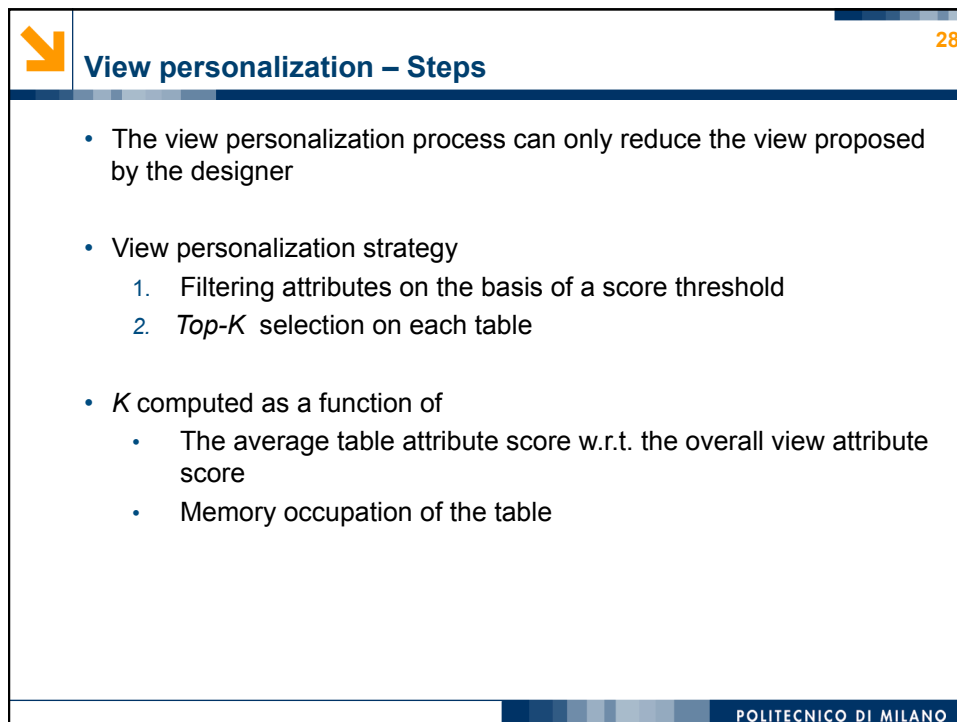 28
View personalization – Steps
• The view personalization process can only reduce the view proposed
by the designer
• View personalization strategy
1. Filtering attributes on the basis of a score threshold
2. Top-K selection on each table
• K computed as a function of
• The average table attribute score w.r.t. the overall view attribute
score
• Memory occupation of the table
POLITECNICO DI MILANO